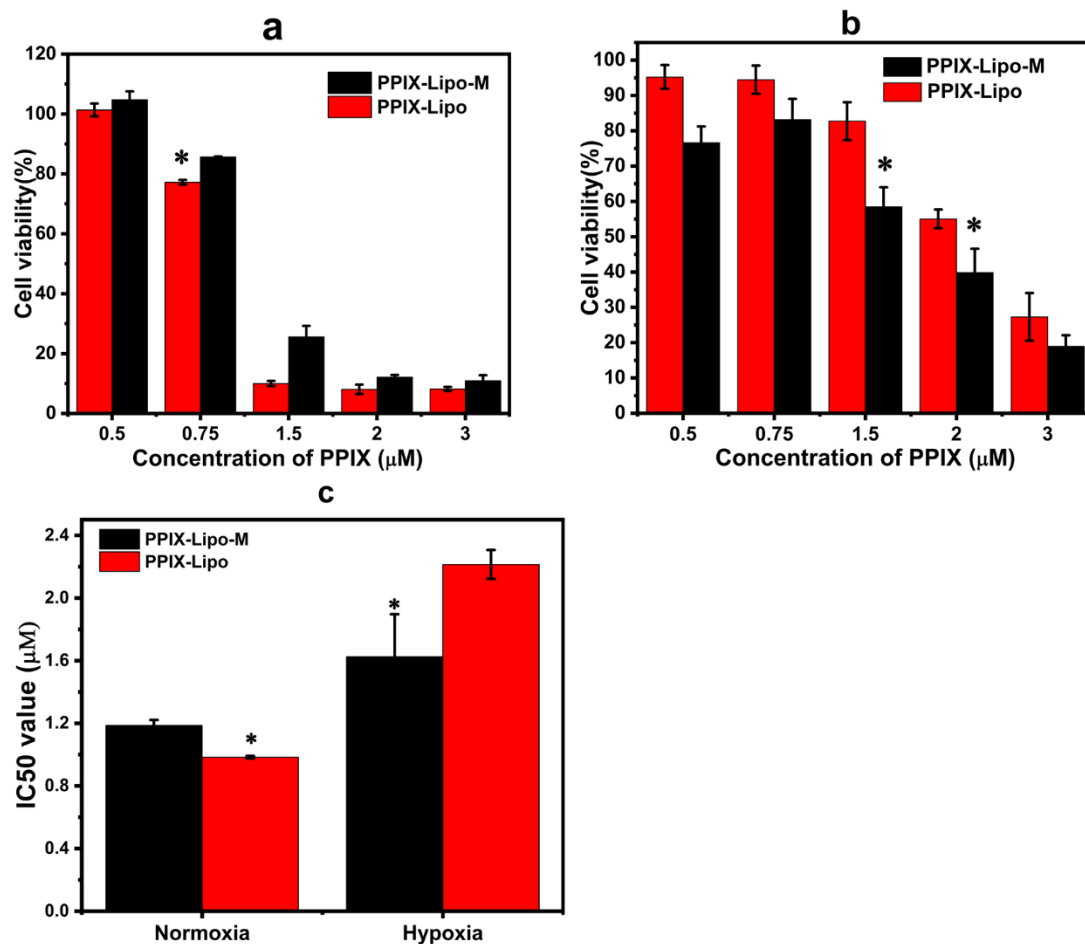 a
120
100
80
60
40
20
0
Cell viability(%)
PPIX-Lipo-M
PPIX-Lipo
*
0.5 0.75 1.5 2 3
Concentration of PPIX (μM)
b
100
90
80
70
60
50
40
30
20
10
0
Cell viability(%)
PPIX-Lipo-M
PPIX-Lipo
*
*
0.5 0.75 1.5 2 3
Concentration of PPIX (μM)
c
2.4
2.0
1.6
1.2
0.8
0.4
0.0
IC50 value (μM)
PPIX-Lipo-M
PPIX-Lipo
*
*
Normoxia Hypoxia